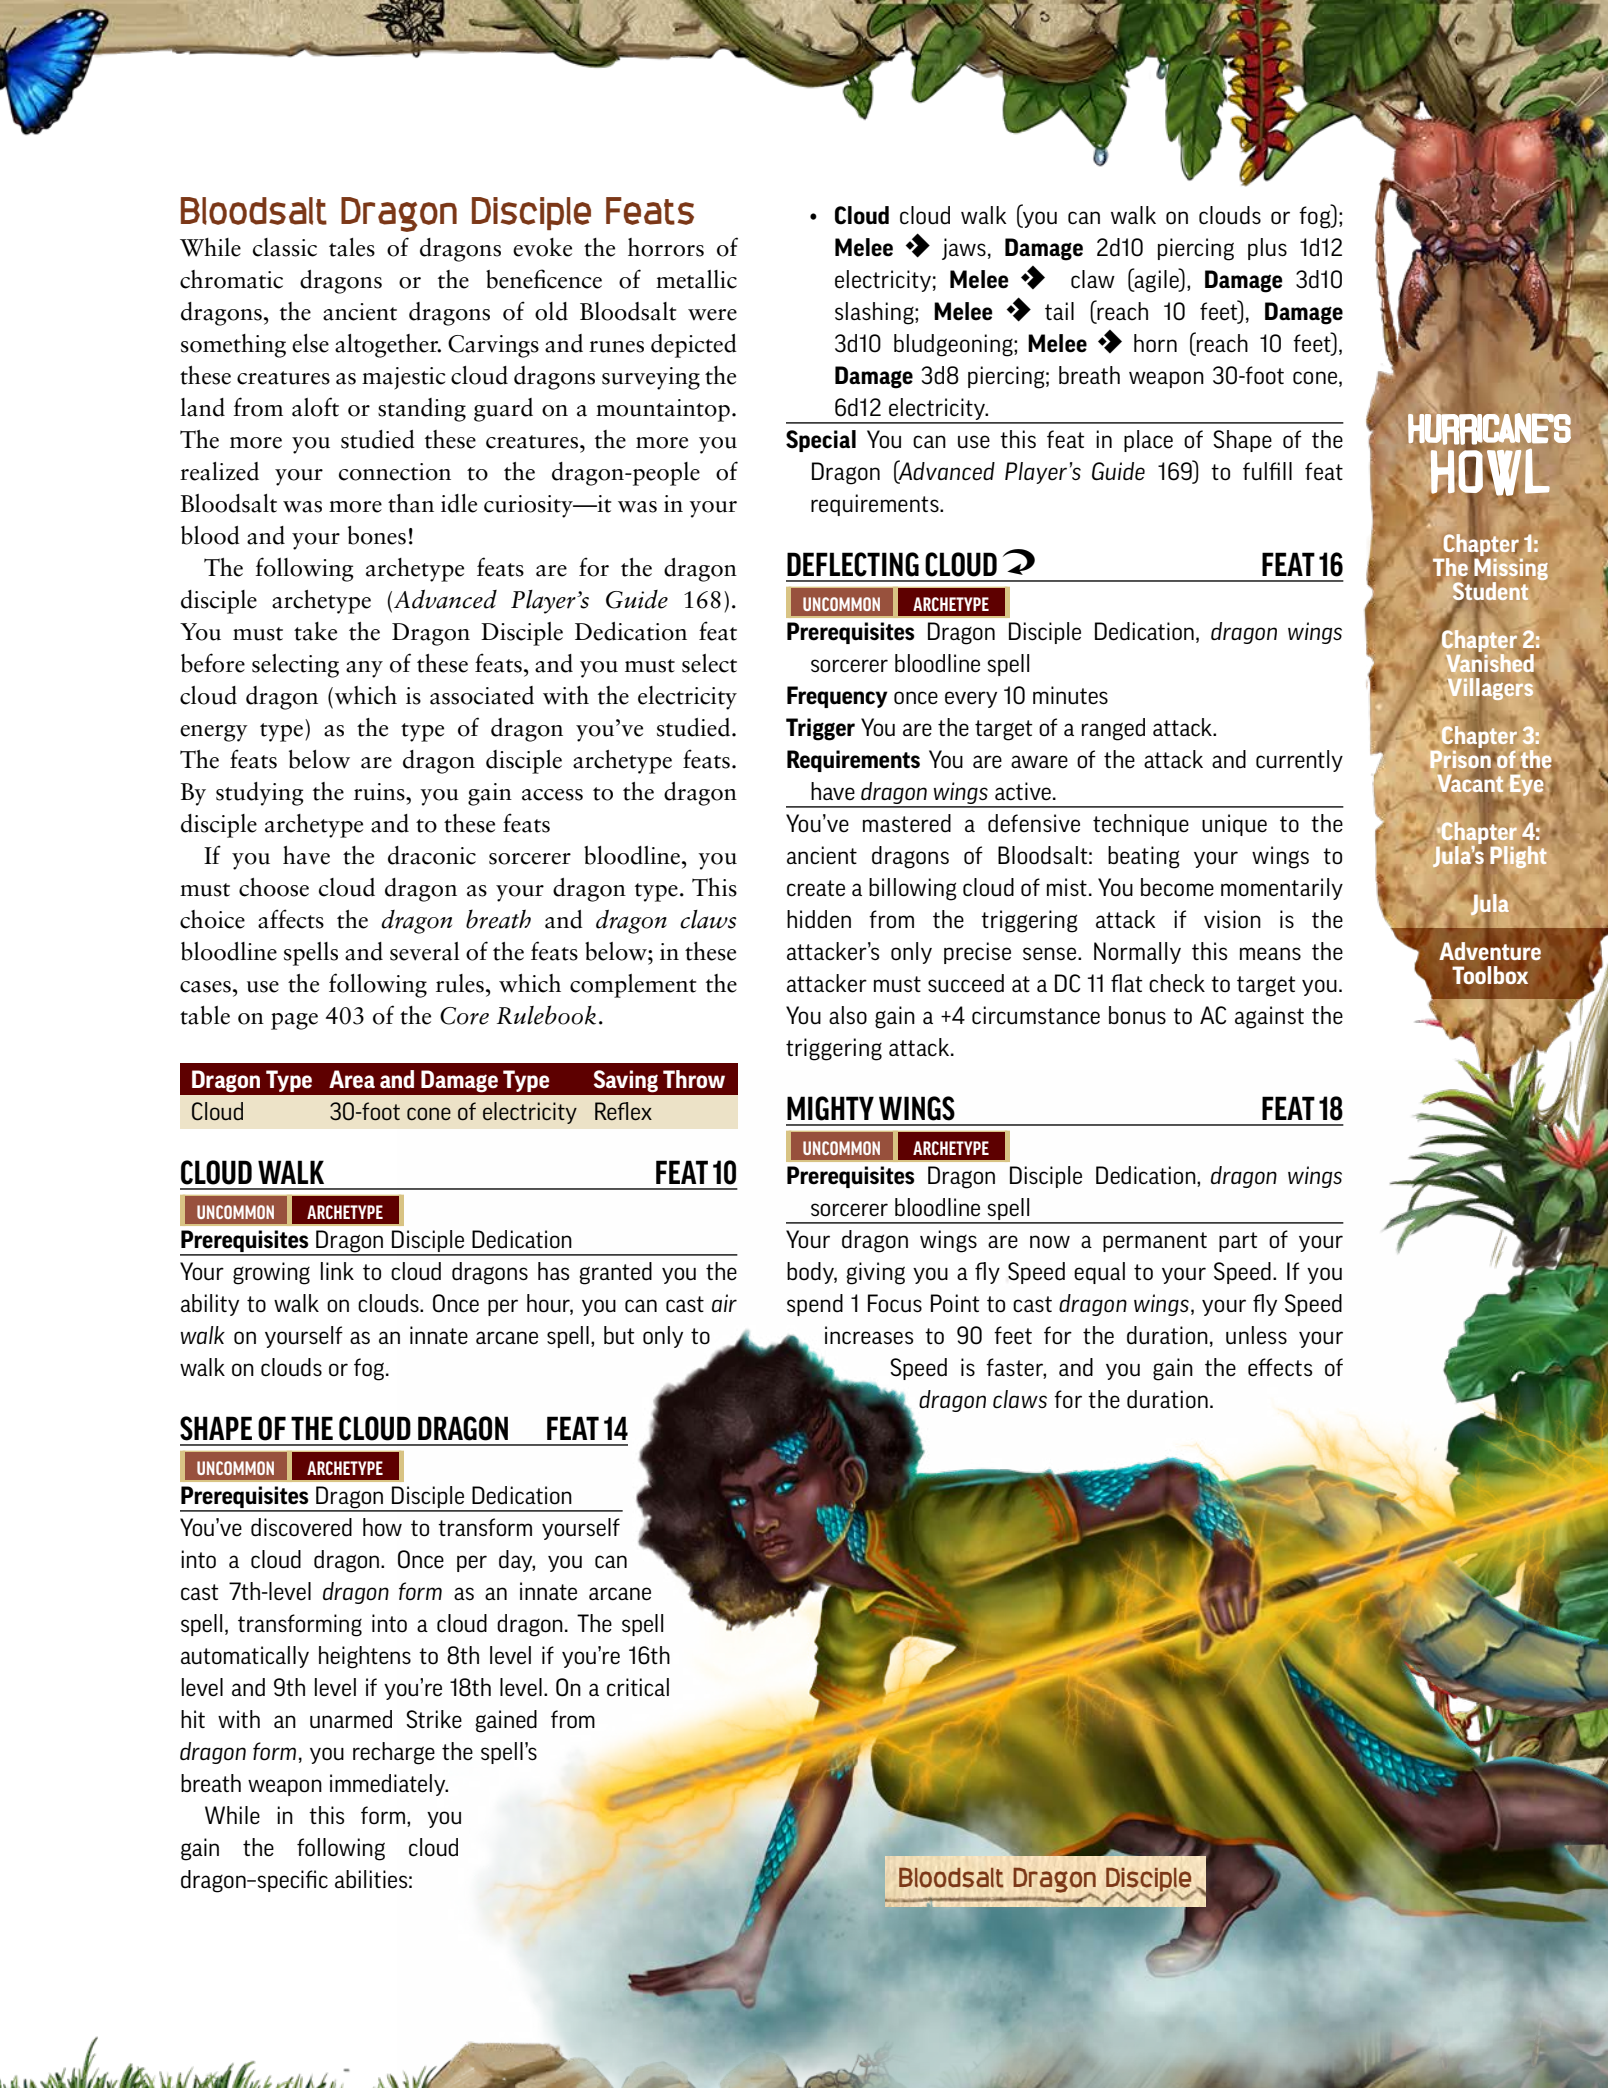 Bloodsalt Dragon Disciple Feats
While classic tales of dragons evoke the horrors of
chromatic dragons or the beneficence of metallic
dragons, the ancient dragons of old Bloodsalt were
something else altogether. Carvings and runes depicted
these creatures as majestic cloud dragons surveying the
land from aloft or standing guard on a mountaintop.
The more you studied these creatures, the more you
realized your connection to the dragon-people of
Bloodsalt was more than idle curiosity—it was in your
blood and your bones!
The following archetype feats are for the dragon
disciple archetype (Advanced Player's Guide 168).
You must take the Dragon Disciple Dedication feat
before selecting any of these feats, and you must select
cloud dragon (which is associated with the electricity
energy type) as the type of dragon you've studied.
The feats below are dragon disciple archetype feats.
By studying the ruins, you gain access to the dragon
disciple archetype and to these feats
If you have the draconic sorcerer bloodline, you
must choose cloud dragon as your dragon type. This
choice affects the dragon breath and dragon claws
bloodline spells and several of the feats below; in these
cases, use the following rules, which complement the
table on page 403 of the Core Rulebook.
Dragon Type Area and Damage Type Saving Throw
Cloud 30-foot cone of electricity Reflex
CLOUD WALK FEAT 10
UNCOMMON ARCHETYPE
Prerequisites Dragon Disciple Dedication
Your growing link to cloud dragons has granted you the
ability to walk on clouds. Once per hour, you can cast air
walk on yourself as an innate arcane spell, but only to
walk on clouds or fog.
SHAPE OF THE CLOUD DRAGON FEAT 14
UNCOMMON ARCHETYPE
Prerequisites Dragon Disciple Dedication
You've discovered how to transform yourself
into a cloud dragon. Once per day, you can
cast 7th-level dragon form as an innate arcane
spell, transforming into a cloud dragon. The spell
automatically heightens to 8th level if you're 16th
level and 9th level if you're 18th level. On a critical
hit with an unarmed Strike gained from
dragon form, you recharge the spell's
breath weapon immediately.
While in this form, you
gain the following cloud
dragon-specific abilities:
• Cloud cloud walk (you can walk on clouds or fog);
Melee jaws, Damage 2d10 piercing plus 1d12
electricity; Melee claw (agile), Damage 3d10
slashing; Melee tail (reach 10 feet), Damage
3d10 bludgeoning; Melee horn (reach 10 feet),
Damage 3d8 piercing; breath weapon 30-foot cone,
6d12 electricity.
Special You can use this feat in place of Shape of the
Dragon (Advanced Player's Guide 169) to fulfill feat
requirements.
DEFLECTING CLOUD FEAT 16
UNCOMMON ARCHETYPE
Prerequisites Dragon Disciple Dedication, dragon wings
sorcerer bloodline spell
Frequency once every 10 minutes
Trigger You are the target of a ranged attack.
Requirements You are aware of the attack and currently
have dragon wings active.
You've mastered a defensive technique unique to the
ancient dragons of Bloodsalt: beating your wings to
create a billowing cloud of mist. You become momentarily
hidden from the triggering attack if vision is the
attacker's only precise sense. Normally this means the
attacker must succeed at a DC 11 flat check to target you.
You also gain a +4 circumstance bonus to AC against the
triggering attack.
MIGHTY WINGS FEAT 18
UNCOMMON ARCHETYPE
Prerequisites Dragon Disciple Dedication, dragon wings
sorcerer bloodline spell
Your dragon wings are now a permanent part of your
body, giving you a fly Speed equal to your Speed. If you
spend 1 Focus Point to cast dragon wings, your fly Speed
increases to 90 feet for the duration, unless your
Speed is faster, and you gain the effects of
dragon claws for the duration.
Bloodsalt Dragon Disciple
HURRICANE'S
HOWL
Chapter 1:
The Missing
Student
Chapter 2:
Vanished
Villagers
Chapter 3:
Prison of the
Vacant Eye
Chapter 4:
Jula's Plight
Jula
Adventure
Toolbox